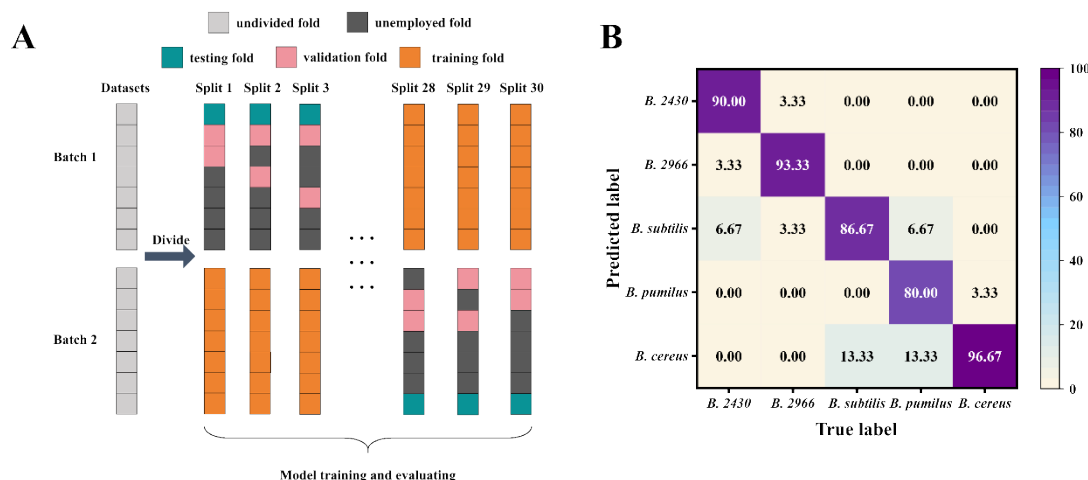 A
undivided fold
unemployed fold
testing fold
validation fold
training fold
Datasets
Split 1
Split 2
Split 3
Split 28
Split 29
Split 30
Batch 1
Divide
Batch 2
Model training and evaluating
B
Predicted label
B. 2430 90.00 3.33 0.00 0.00 0.00
B. 2966 3.33 93.33 0.00 0.00 0.00
B. subtilis 6.67 3.33 86.67 6.67 0.00
B. pumilus 0.00 0.00 0.00 80.00 3.33
B. cereus 0.00 0.00 13.33 13.33 96.67
B. 2430 B. 2966 B. subtilis B. pumilus B. cereus
True label
100
80
60
40
20
0